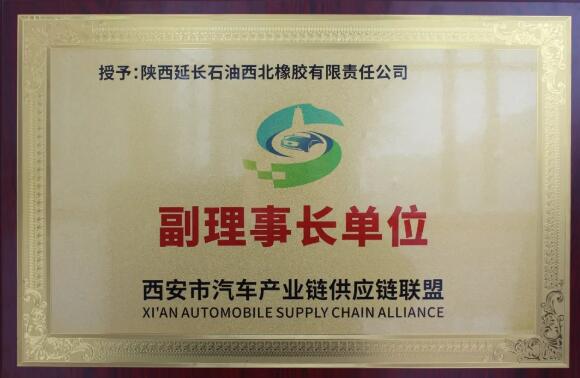 授予:陕西延长石油西北橡胶有限责任公司
副理事长单位
西安市汽车产业链供应链联盟
XI'AN AUTOMOBILE SUPPLY CHAIN ALLIANCE